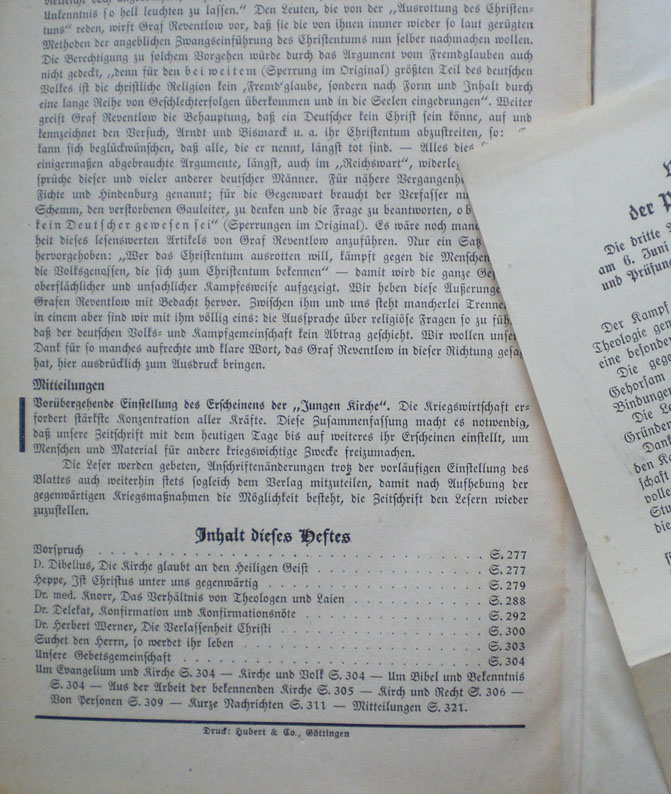 Unkenntnis so hell leuchten zu lassen.“ Den Leuten, die von der „Ausrottung des Christen-
tums“ reden, wirft Graf Reventlow vor, daß sie die von ihnen immer wieder so laut gerügten
Methoden der angeblichen Zwangseinführung des Christentums nun selber nachmachen wollen.
Die Berechtigung zu solchem Vorgehen würde durch das Argument vom Fremdglauben auch
nicht gedeckt, „denn für den bei weitem (Sperrung im Original) größten Teil des deutschen
Volkes ist die christliche Religion kein ‚Fremd‘glaube, sondern nach Form und Inhalt durch
eine lange Reihe von Geschlechterfolgen überkommen und in die Seelen eingedrungen“. Weiter
greift Graf Reventlow die Behauptung, daß ein Deutscher kein Christ sein könne, auf und
kennzeichnet den Versuch, Arndt und Bismarck u. a. ihr Christentum abzustreiten, so:
kann sich beglückwünschen, daß alle, die er nennt, längst tot sind. — Alles dies
einigermaßen abgebrauchte Argumente, längst, auch im „Reichswart“, widerle
sprüche dieser und vieler anderer deutscher Männer. Für nähere Vergangenh
Fichte und Hindenburg genannt; für die Gegenwart braucht der Verfasser nu
Schemm, den verstorbenen Gauleiter, zu denken und die Frage zu beantworten, ob
kein Deutscher gewesen sei“ (Sperrungen im Original). Es wäre noch man
heit dieses lesenswerten Artikels von Graf Reventlow anzuführen. Nur ein Satz
hervorgehoben: „Wer das Christentum ausrotten will, kämpft gegen die Menschen
die Volksgenossen, die sich zum Christentum bekennen“ — damit wird die ganze Ge
oberflächlicher und unsachlicher Kampfesweise aufgezeigt. Wir heben diese Äußerung
Grafen Reventlow mit Bedacht hervor. Zwischen ihm und uns steht mancherlei Trenne
in einem aber sind wir mit ihm völlig eins: die Aussprache über religiöse Fragen so zu füh
daß der deutschen Volks- und Kampfgemeinschaft kein Abtrag geschieht. Wir wollen unser
Dank für so manches aufrechte und klare Wort, das Graf Reventlow in dieser Richtung gesa
hat, hier ausdrücklich zum Ausdruck bringen.
Mitteilungen
Vorübergehende Einstellung des Erscheinens der „Jungen Kirche“. Die Kriegswirtschaft er-
fordert stärkste Konzentration aller Kräfte. Diese Zusammenfassung macht es notwendig,
daß unsere Zeitschrift mit dem heutigen Tage bis auf weiteres ihr Erscheinen einstellt, um
Menschen und Material für andere kriegswichtige Zwecke freizumachen.
Die Leser werden gebeten, Anschriftenänderungen trotz der vorläufigen Einstellung des
Blattes auch weiterhin stets sogleich dem Verlag mitzuteilen, damit nach Aufhebung der
gegenwärtigen Kriegsmaßnahmen die Möglichkeit besteht, die Zeitschrift den Lesern wieder
zuzustellen.
Inhalt dieses Heftes
Vorspruch . . . S. 277
D. Dibelius, Die Kirche glaubt an den Heiligen Geist . . . S. 277
Heppe, Ist Christus unter uns gegenwärtig . . . S. 279
Dr. med. Knorr, Das Verhältnis von Theologen und Laien . . . S. 288
Dr. Delekat, Konfirmation und Konfirmationsnöte . . . S. 292
Dr. Herbert Werner, Die Verlassenheit Christi . . . S. 300
Suchet den Herrn, so werdet ihr leben . . . S. 303
Unsere Gebetsgemeinschaft . . . S. 304
Um Evangelium und Kirche S. 304 — Kirche und Volk S. 304 — Um Bibel und Bekenntnis
S. 304 — Aus der Arbeit der bekennenden Kirche S. 305 — Kirch und Recht S. 306 —
Von Personen S. 309 — Kurze Nachrichten S. 311 — Mitteilungen S. 321.
Druck: Hubert & Co., Göttingen
der P
Die dritte
am 6. Juni
und Prüfun
Der Kampf
Theologie gen
eine besonder
Die gege
Gehorsam
Bindungen
Die Le
Gründen
Dank
den Ka
schaft
volle
Stu
die